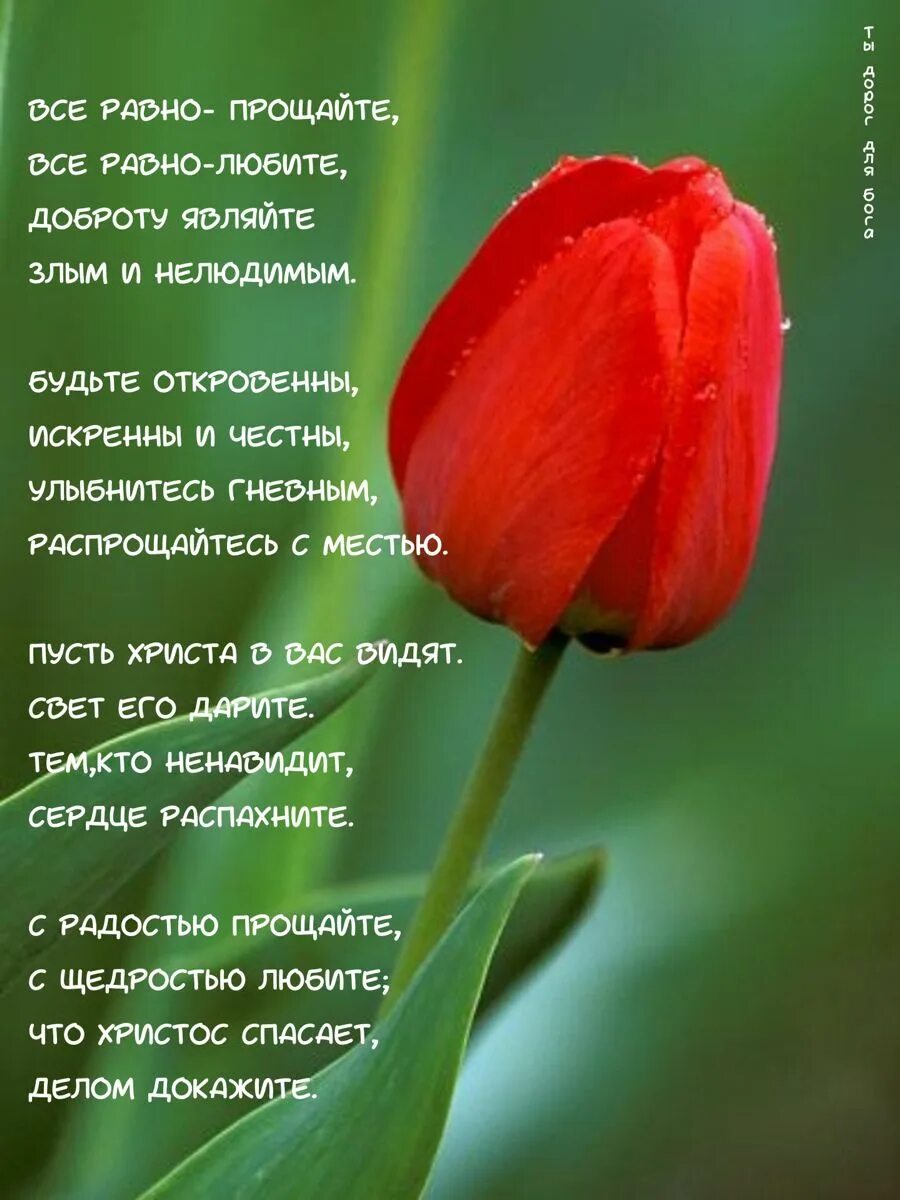 ВСЕ РАВНО- ПРОЩАЙТЕ,
ВСЕ РАВНО-ЛЮБИТЕ,
ДОБРОТУ ЯВЛЯЙТЕ
ЗЛЫМ И НЕЛЮДИМЫМ.
БУДЬТЕ ОТКРОВЕННЫ,
ИСКРЕННЫ И ЧЕСТНЫ,
УЛЫБНИТЕСЬ ГНЕВНЫМ,
РАСПРОЩАЙТЕСЬ С МЕСТЬЮ.
ПУСТЬ ХРИСТА В ВАС ВИДЯТ.
СВЕТ ЕГО ДАРИТЕ.
ТЕМ,КТО НЕНАВИДИТ,
СЕРДЦЕ РАСПАХНИТЕ.
С РАДОСТЬЮ ПРОЩАЙТЕ,
С ЩЕДРОСТЬЮ ЛЮБИТЕ;
ЧТО ХРИСТОС СПАСАЕТ,
ДЕЛОМ ДОКАЖИТЕ.
ты дорог для бога